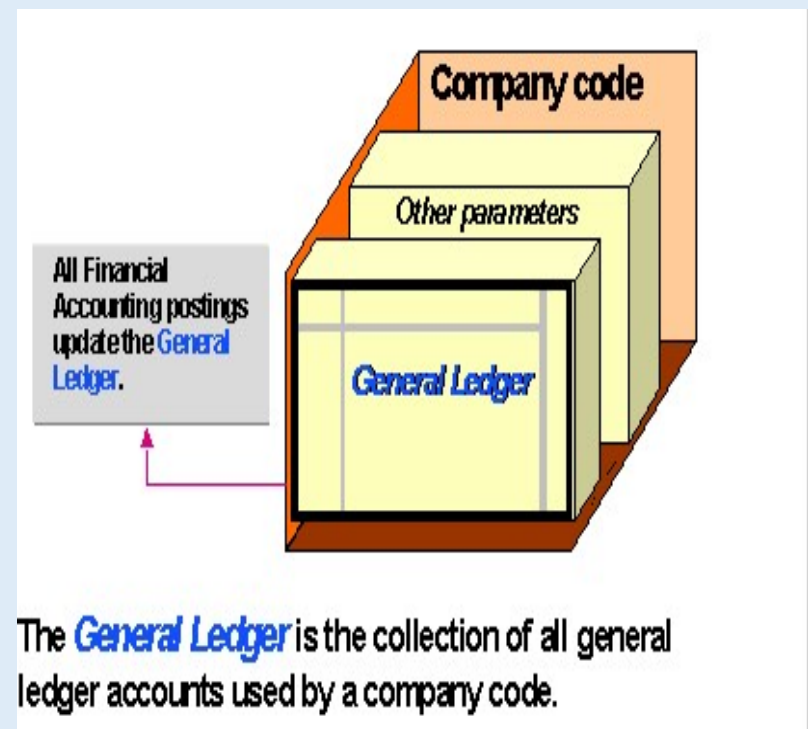 Company code
Other parameters
All Financial
Accounting postings
update the General
Ledger.
General Ledger
The General Ledger is the collection of all general
ledger accounts used by a company code.